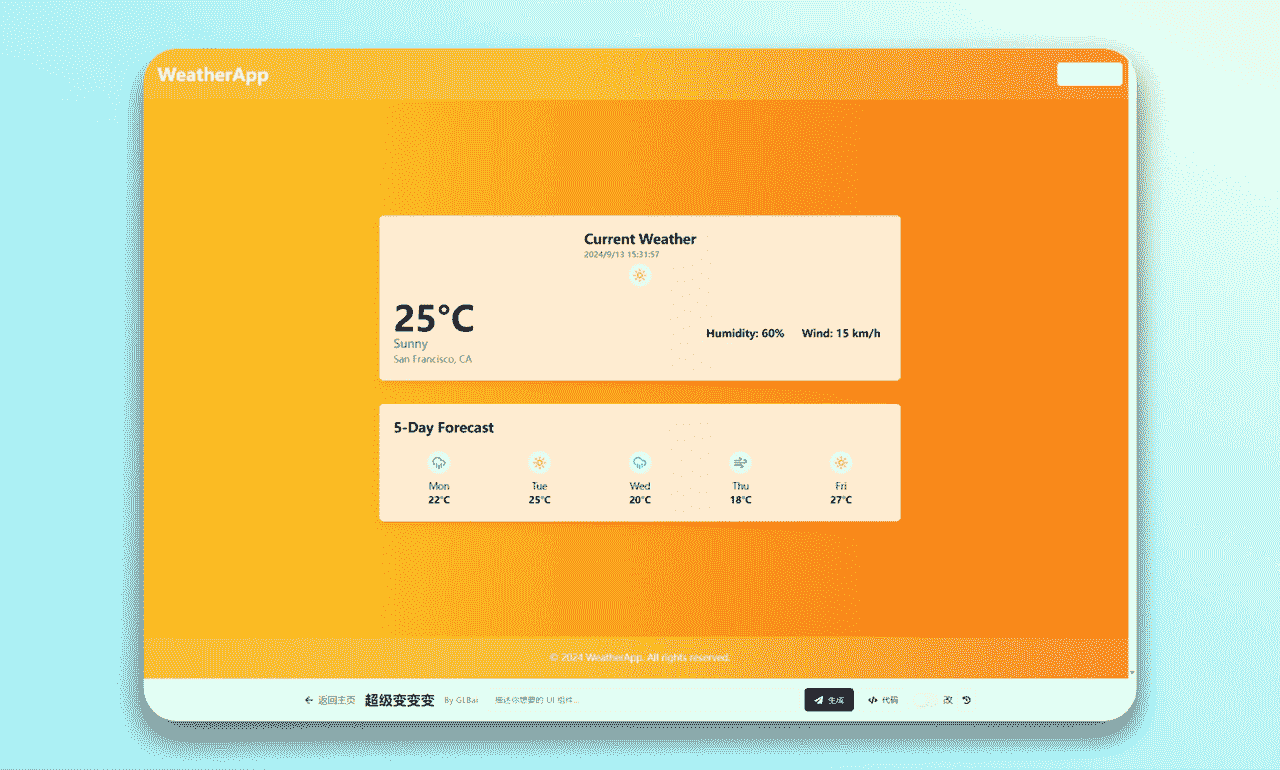 WeatherApp
Current Weather
2024/9/13 15:31:57
25°C
Sunny
San Francisco, CA
Humidity: 60% Wind: 15 km/h
5-Day Forecast
Mon Tue Wed Thu Fri
22°C 25°C 20°C 18°C 27°C
© 2024 WeatherApp. All rights reserved.
返回主页 超级变变变 By GLBai 描述你想要的 UI 组件... 生成 代码 改